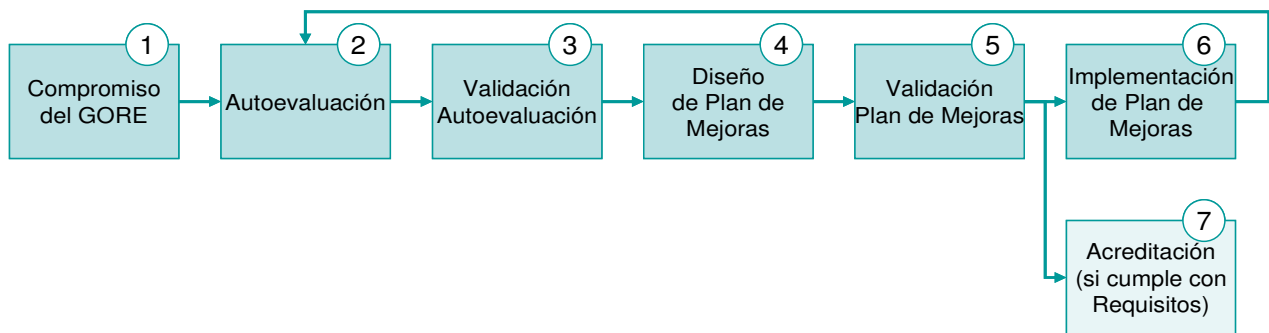 1
Compromiso
del GORE
2
Autoevaluación
3
Validación
Autoevaluación
4
Diseño
de Plan de
Mejoras
5
Validación
Plan de Mejoras
6
Implementación
de Plan de
Mejoras
7
Acreditación
(si cumple con
Requisitos)